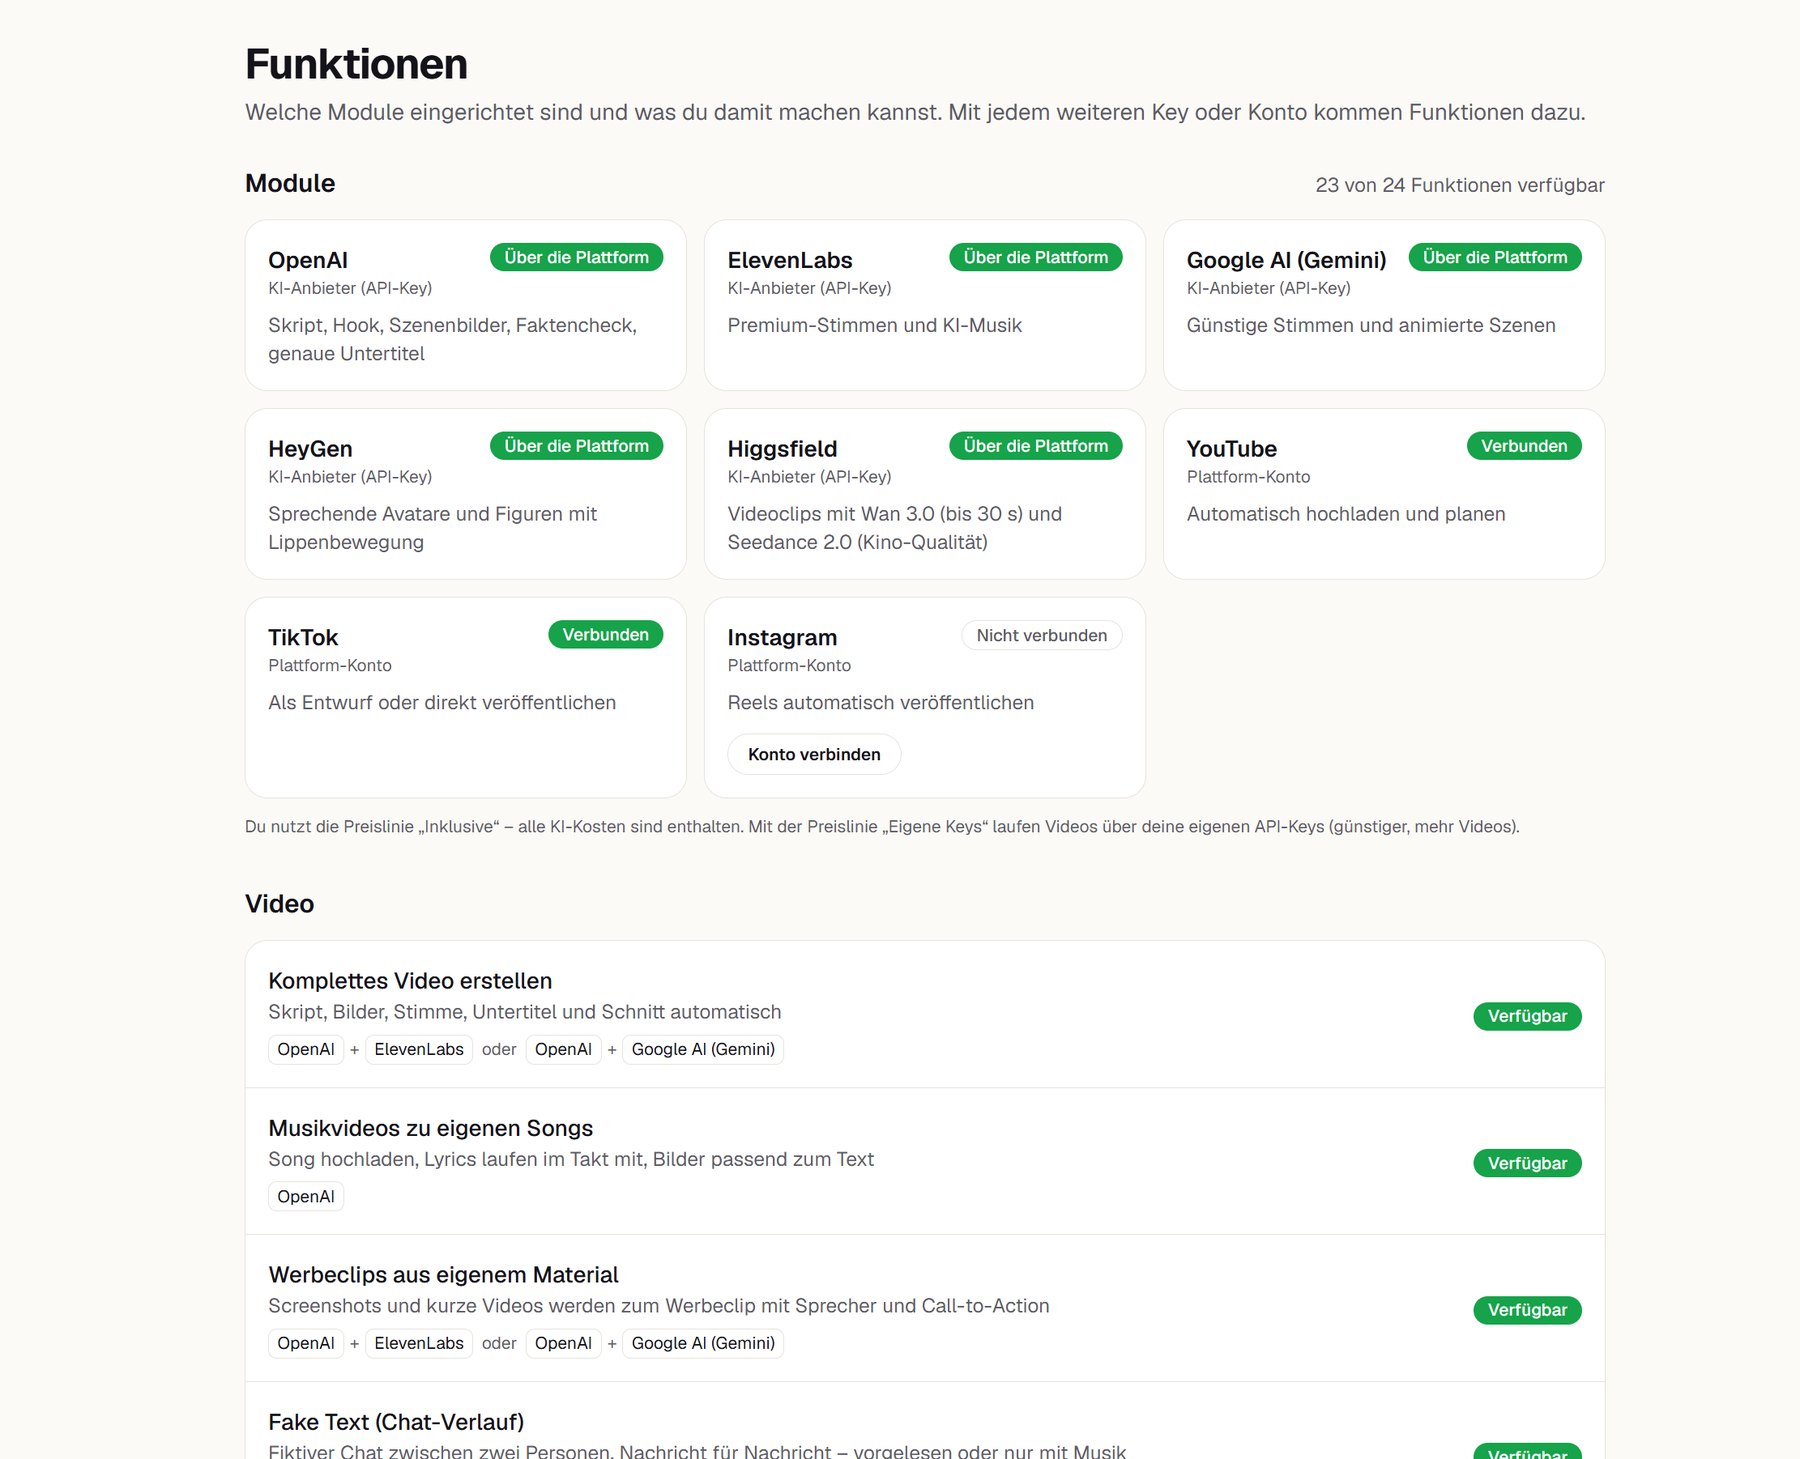 Funktionen
Welche Module eingerichtet sind und was du damit machen kannst. Mit jedem weiteren Key oder Konto kommen Funktionen dazu.
Module
23 von 24 Funktionen verfügbar
OpenAI
Über die Plattform
KI-Anbieter (API-Key)
Skript, Hook, Szenenbilder, Faktencheck,
genaue Untertitel
ElevenLabs
Über die Plattform
KI-Anbieter (API-Key)
Premium-Stimmen und KI-Musik
Google AI (Gemini)
Über die Plattform
KI-Anbieter (API-Key)
Günstige Stimmen und animierte Szenen
HeyGen
Über die Plattform
KI-Anbieter (API-Key)
Sprechende Avatare und Figuren mit
Lippenbewegung
Higgsfield
Über die Plattform
KI-Anbieter (API-Key)
Videoclips mit Wan 3.0 (bis 30 s) und
Seedance 2.0 (Kino-Qualität)
YouTube
Verbunden
Plattform-Konto
Automatisch hochladen und planen
TikTok
Verbunden
Plattform-Konto
Als Entwurf oder direkt veröffentlichen
Instagram
Nicht verbunden
Plattform-Konto
Reels automatisch veröffentlichen
Konto verbinden
Du nutzt die Preislinie „Inklusive“ – alle KI-Kosten sind enthalten. Mit der Preislinie „Eigene Keys“ laufen Videos über deine eigenen API-Keys (günstiger, mehr Videos).
Video
Komplettes Video erstellen
Skript, Bilder, Stimme, Untertitel und Schnitt automatisch
OpenAI + ElevenLabs oder OpenAI + Google AI (Gemini)
Verfügbar
Musikvideos zu eigenen Songs
Song hochladen, Lyrics laufen im Takt mit, Bilder passend zum Text
OpenAI
Verfügbar
Werbeclips aus eigenem Material
Screenshots und kurze Videos werden zum Werbeclip mit Sprecher und Call-to-Action
OpenAI + ElevenLabs oder OpenAI + Google AI (Gemini)
Verfügbar
Fake Text (Chat-Verlauf)
Fiktiver Chat zwischen zwei Personen, Nachricht für Nachricht – vorgelesen oder nur mit Musik
Verfügbar